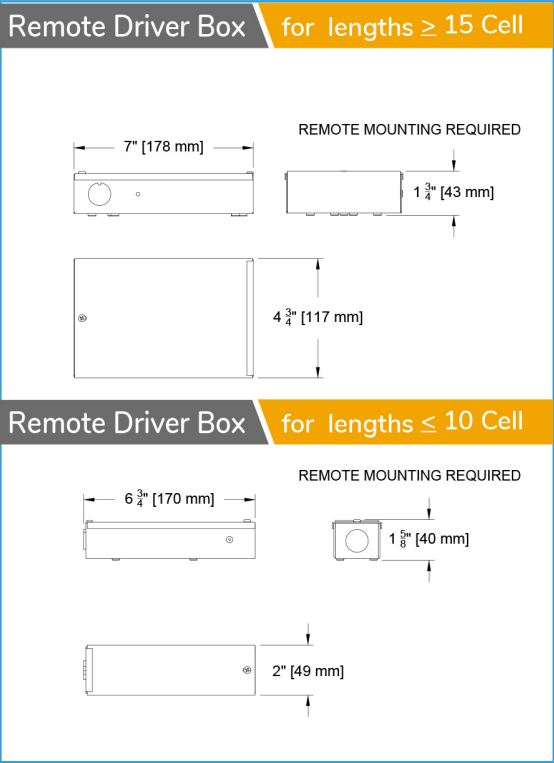 Remote Driver Box for lengths ≥ 15 Cell
REMOTE MOUNTING REQUIRED
7" [178 mm]
1 3/4" [43 mm]
4 3/4" [117 mm]
Remote Driver Box for lengths ≤ 10 Cell
REMOTE MOUNTING REQUIRED
6 3/4" [170 mm]
1 5/8" [40 mm]
2" [49 mm]